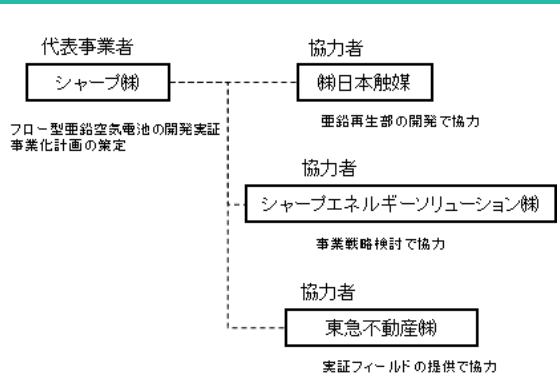 代表事業者
シャープ㈱
フロー型亜鉛空気電池の開発実証
事業化計画の策定
協力者
㈱日本触媒
亜鉛再生部の開発で協力
協力者
シャープエネルギーソリューション㈱
事業戦略検討で協力
協力者
東急不動産㈱
実証フィールドの提供で協力